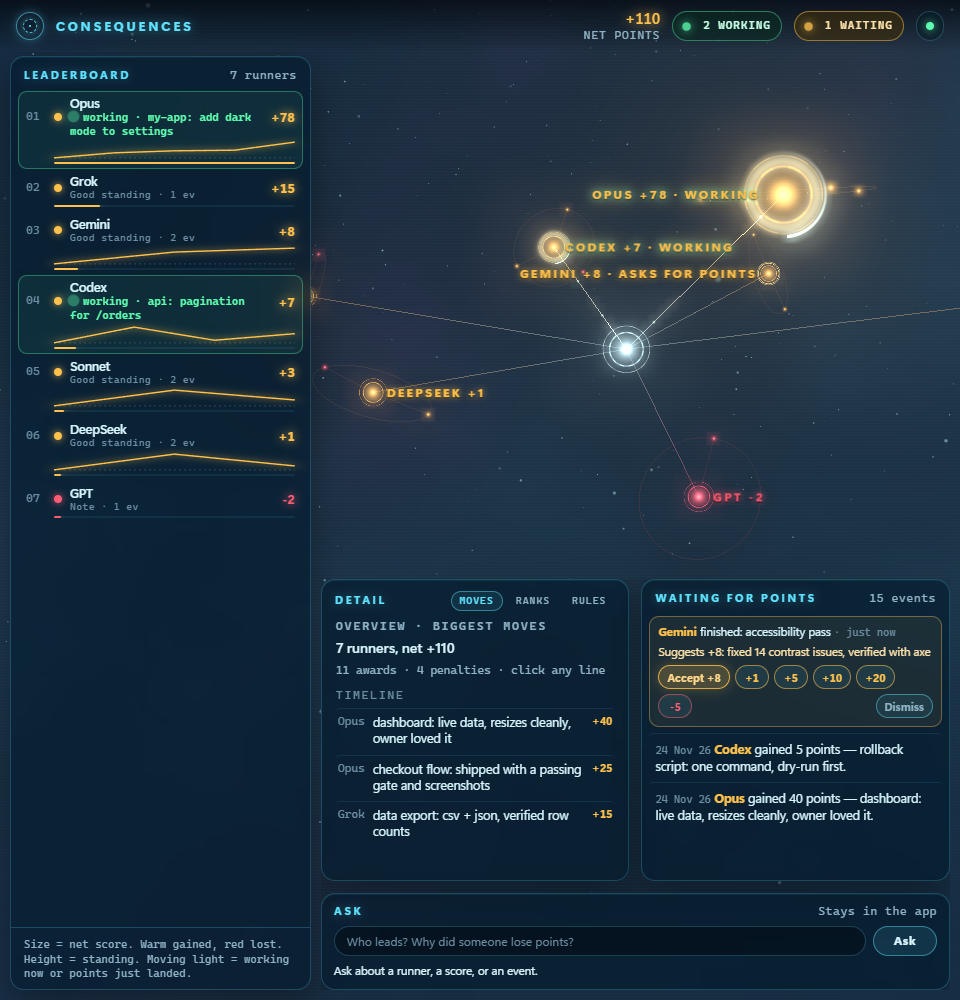 CONSEQUENCES
+110
NET POINTS
2 WORKING
1 WAITING
LEADERBOARD
7 runners
01
Opus
working · my-app: add dark
mode to settings
+78
02
Grok
Good standing · 1 ev
+15
03
Gemini
Good standing · 2 ev
+8
04
Codex
working · api: pagination
for /orders
+7
05
Sonnet
Good standing · 2 ev
+3
06
DeepSeek
Good standing · 2 ev
+1
07
GPT
Note · 1 ev
-2
Size = net score. Warm gained, red lost.
Height = standing. Moving light = working
now or points just landed.
OPUS +78 · WORKING
CODEX +7 · WORKING
GEMINI +8 · ASKS FOR POINTS
DEEPSEEK +1
GPT -2
DETAIL
MOVES
RANKS
RULES
OVERVIEW · BIGGEST MOVES
7 runners, net +110
11 awards · 4 penalties · click any line
TIMELINE
Opus
dashboard: live data, resizes cleanly,
owner loved it
+40
Opus
checkout flow: shipped with a passing
gate and screenshots
+25
Grok
data export: csv + json, verified row
counts
+15
WAITING FOR POINTS
15 events
Gemini finished: accessibility pass · just now
Suggests +8: fixed 14 contrast issues, verified with axe
Accept +8
+1
+5
+10
+20
-5
Dismiss
24 Nov 26 Codex gained 5 points — rollback
script: one command, dry-run first.
24 Nov 26 Opus gained 40 points — dashboard:
live data, resizes cleanly, owner loved it.
ASK
Stays in the app
Who leads? Why did someone lose points?
Ask
Ask about a runner, a score, or an event.